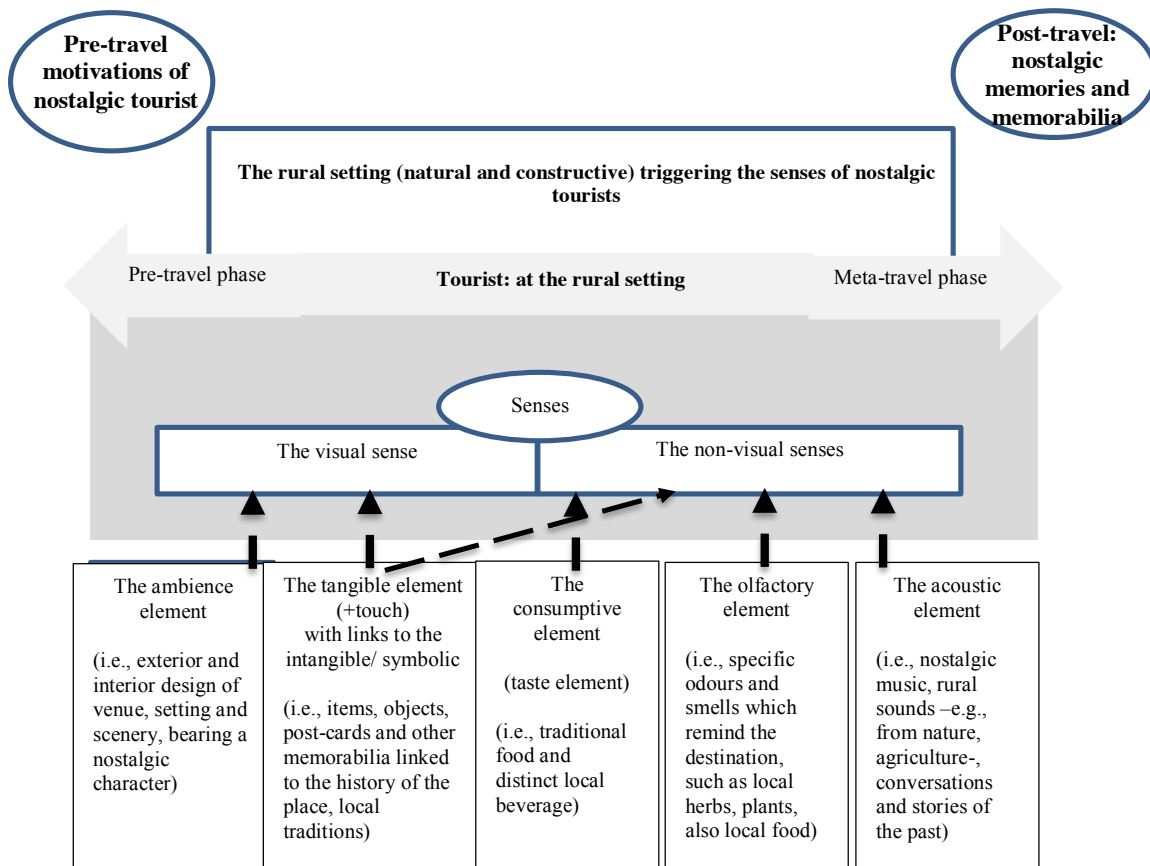 Pre-travel
motivations of
nostalgic tourist
Post-travel:
nostalgic
memories and
memorabilia
The rural setting (natural and constructive) triggering the senses of nostalgic
tourists
Pre-travel phase
Tourist: at the rural setting
Meta-travel phase
Senses
The visual sense
The non-visual senses
The ambience
element
(i.e., exterior and
interior design of
venue, setting and
scenery, bearing a
nostalgic
character)
The tangible element
(+touch)
with links to the
intangible/ symbolic
(i.e., items, objects,
post-cards and other
memorabilia linked
to the history of the
place, local
traditions)
The
consumptive
element
(taste element)
(i.e., traditional
food and
distinct local
beverage)
The olfactory
element
(i.e., specific
odours and
smells which
remind the
destination,
such as local
herbs, plants,
also local food)
The acoustic
element
(i.e., nostalgic
music, rural
sounds –e.g.,
from nature,
agriculture-,
conversations
and stories of
the past)